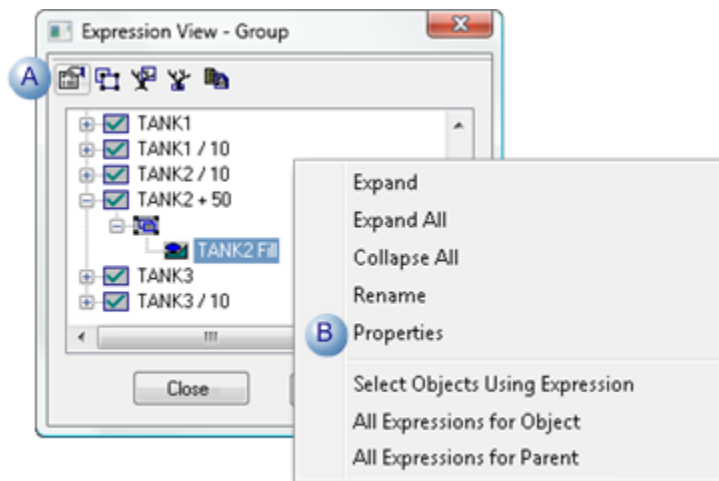 Expression View - Group
A
TANK1
TANK1 / 10
TANK2 / 10
TANK2 + 50
TANK2 Fill
TANK3
TANK3 / 10
Close
Expand
Expand All
Collapse All
Rename
B Properties
Select Objects Using Expression
All Expressions for Object
All Expressions for Parent